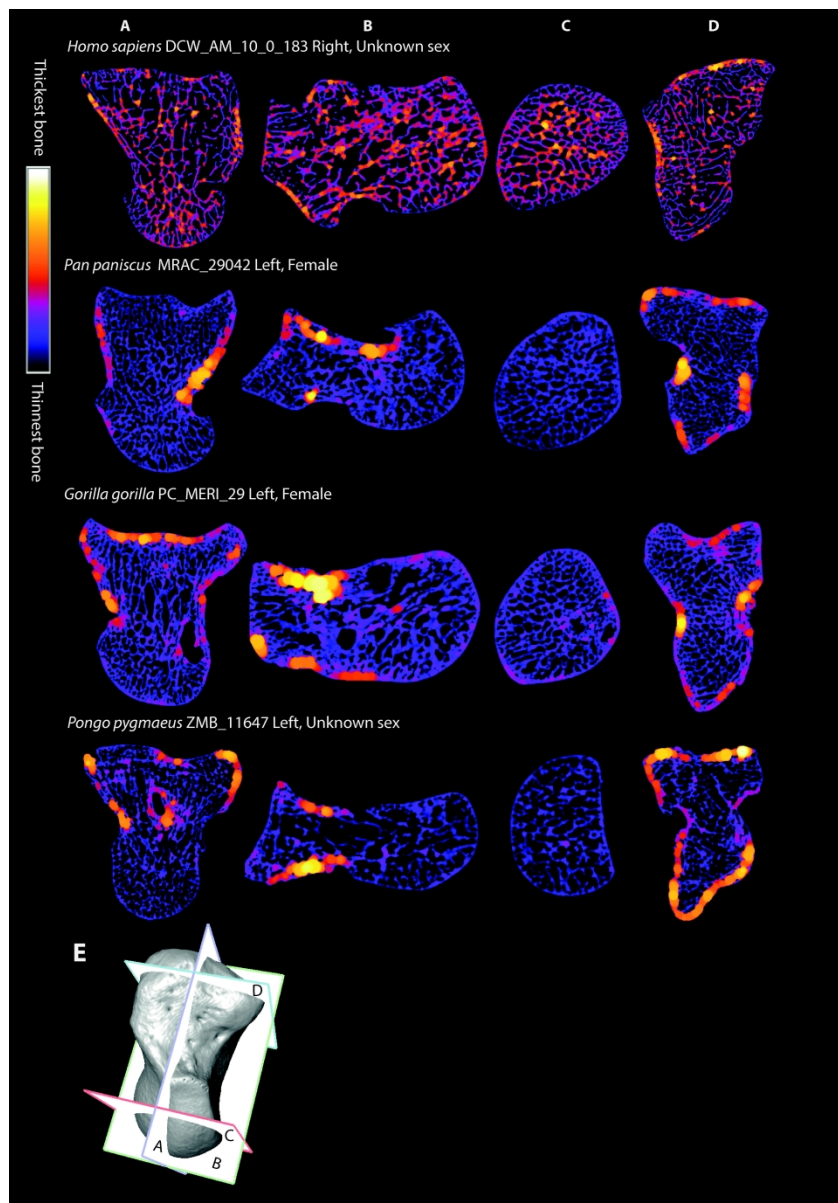 A B C D
Homo sapiens DCW_AM_10_0_183 Right, Unknown sex
Thickest bone
Thinnest bone
Pan paniscus MRAC_29042 Left, Female
Gorilla gorilla PC_MERI_29 Left, Female
Pongo pygmaeus ZMB_11647 Left, Unknown sex
E
D
C
A
B